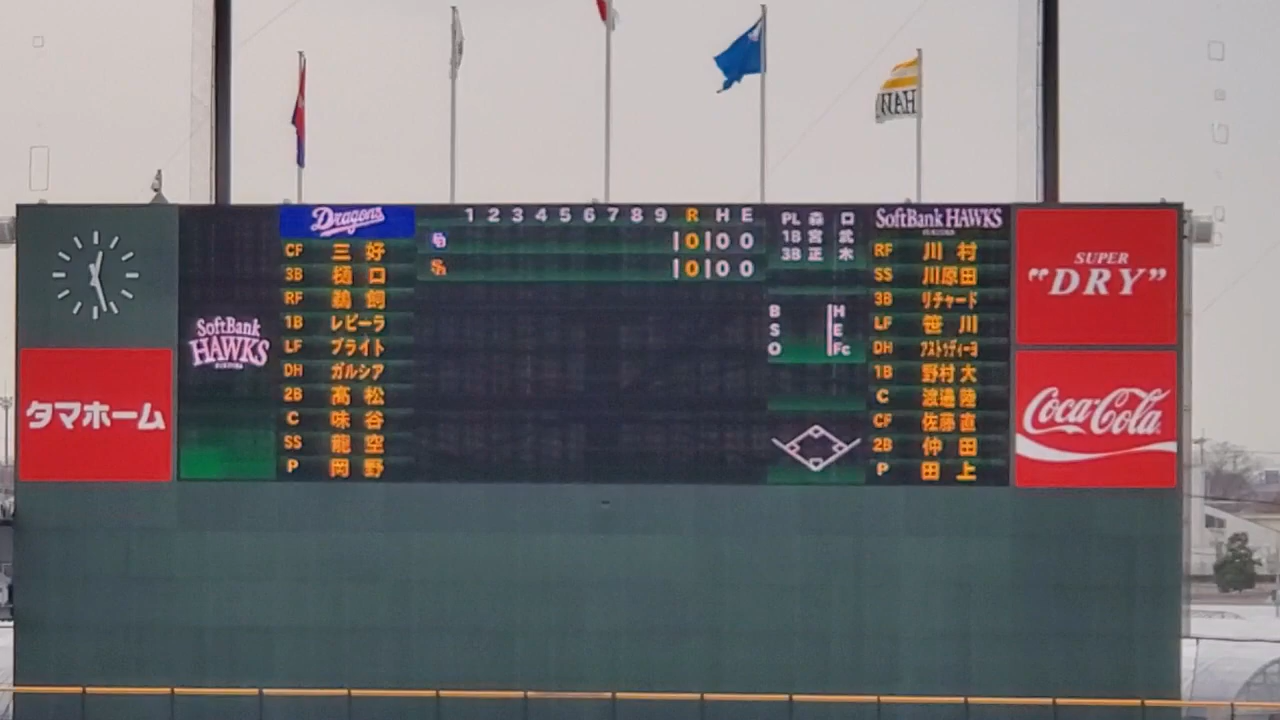 HAW
Dragons
1 2 3 4 5 6 7 8 9 R H E
0 0 0
0 0 0
PL 森 口
1B 宮 武
3B 正 木
SoftBank HAWKS
CF 三 好
3B 樋 口
RF 鵜 飼
1B レビーラ
LF ブライト
DH ガルシア
2B 高 松
C 味 谷
SS 龍 空
P 岡 野
SoftBank
HAWKS
タマホーム
B
S
O
H
E
Fc
RF 川 村
SS 川原田
3B リチャード
LF 笹 川
DH アストゥディーヨ
1B 野村 大
C 渡邉 陸
CF 佐藤 直
2B 仲 田
P 田 上
SUPER
"DRY"
Coca-Cola